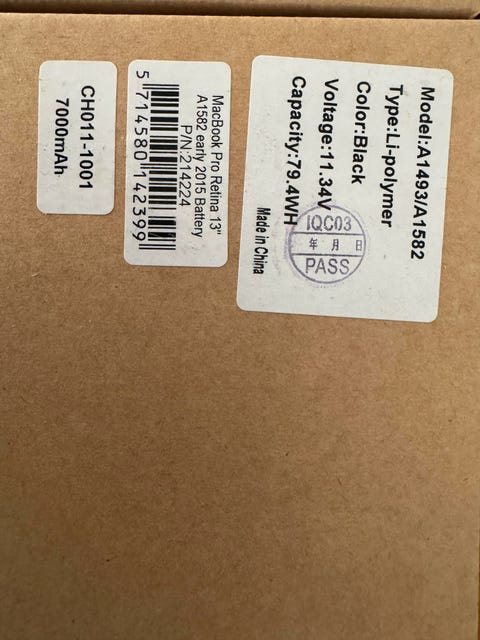 Model:A1493/A1582
Type:Li-polymer
Color:Black
Voltage:11.34V
Capacity:79.4WH
Made in China
IQC03
年 月 日
PASS
MacBook Pro Retina 13"
A1582 early 2015 Battery
P/N:214224
5 714580 142399
CH011-1001
7000mAh